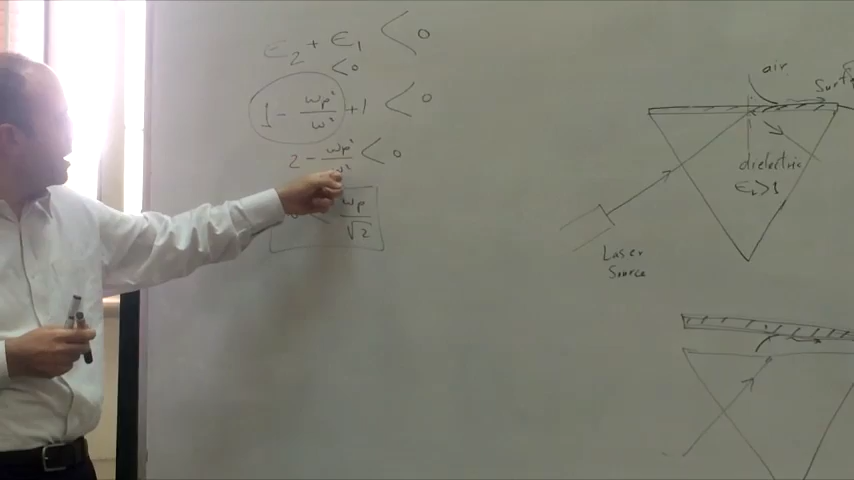 ϵ₂ + ϵ₁ < 0
< 0
1 - ωp²/ω² + 1 < 0
2 - ωp²/ω² < 0
ωp/√2
air
dielectric
Laser
Source